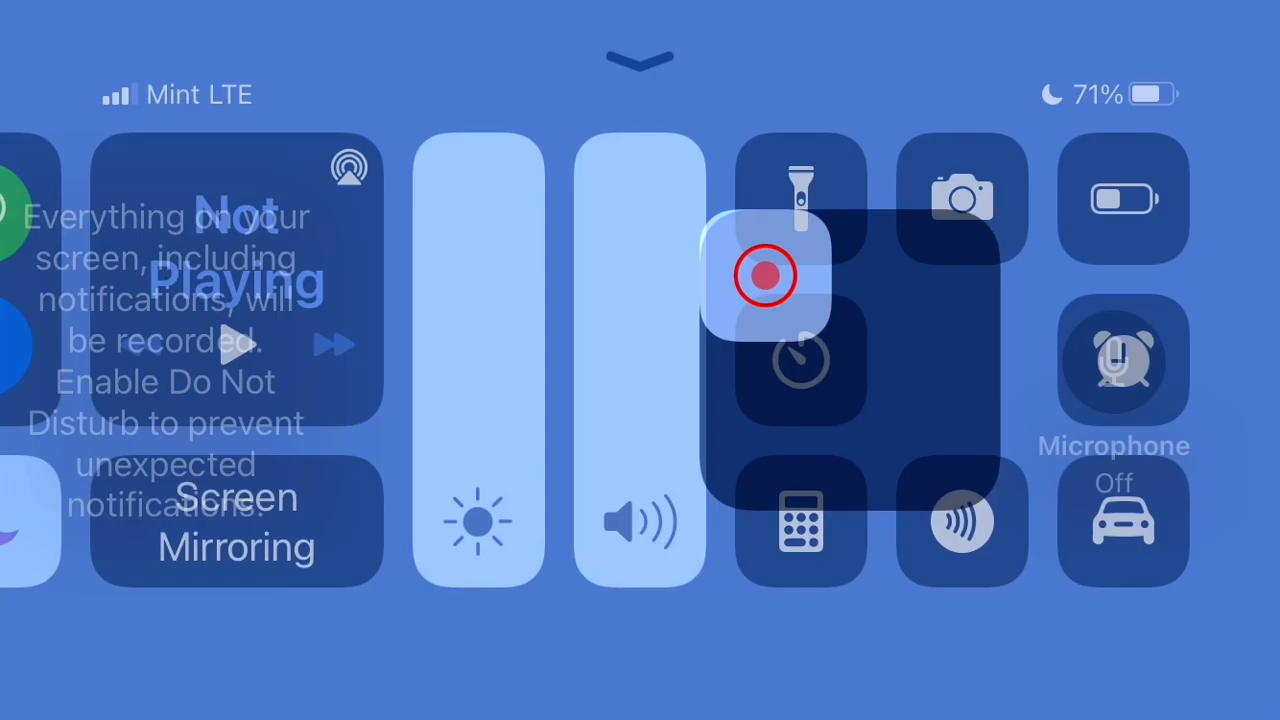 Mint LTE
71%
Not
Playing
Everything on your
screen, including
notifications, will
be recorded.
Enable Do Not
Disturb to prevent
unexpected
notifications.
Screen
Mirroring
Microphone
Off